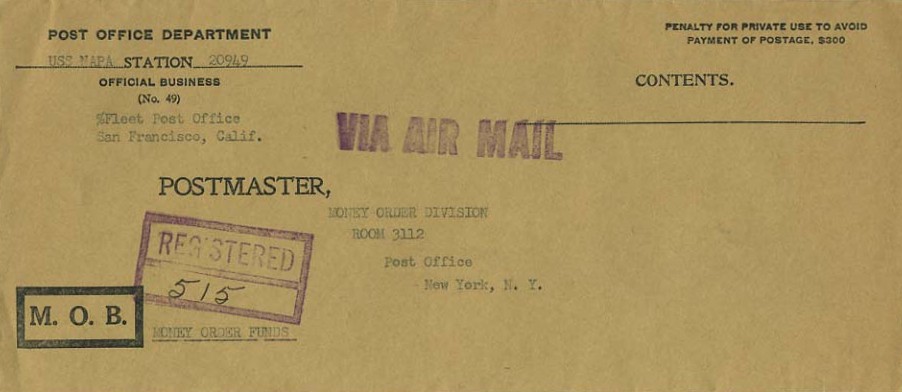 POST OFFICE DEPARTMENT
USS NAPA STATION 20949
OFFICIAL BUSINESS
(No. 49)
%Fleet Post Office
San Francisco, Calif.
PENALTY FOR PRIVATE USE TO AVOID
PAYMENT OF POSTAGE, $300
CONTENTS.
VIA AIR MAIL
POSTMASTER,
MONEY ORDER DIVISION
ROOM 3112
Post Office
New York, N. Y.
REGISTERED
515
M. O. B.
MONEY ORDER FUNDS